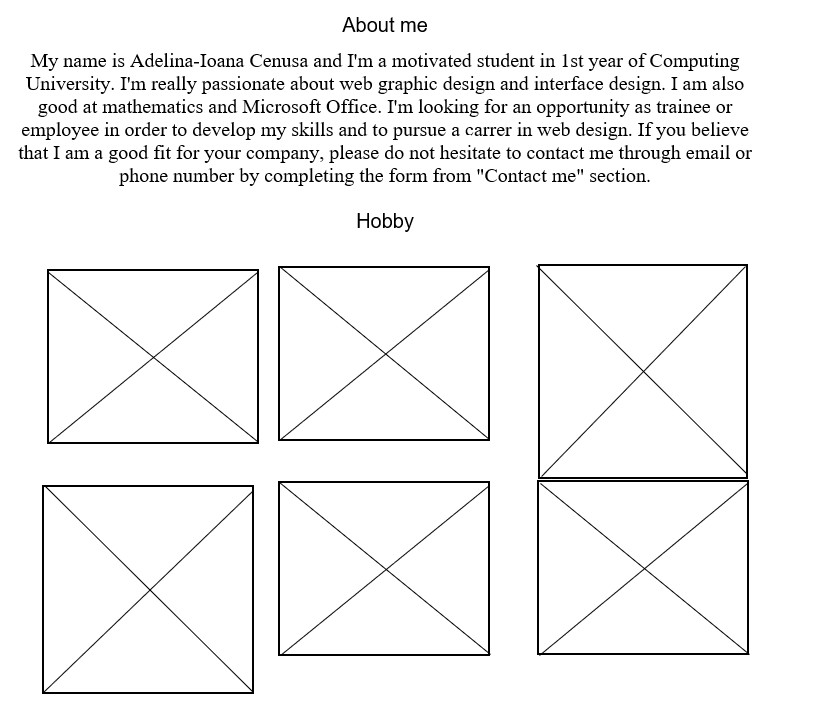 About me
My name is Adelina-Ioana Cenusa and I'm a motivated student in 1st year of Computing
University. I'm really passionate about web graphic design and interface design. I am also
good at mathematics and Microsoft Office. I'm looking for an opportunity as trainee or
employee in order to develop my skills and to pursue a carrer in web design. If you believe
that I am a good fit for your company, please do not hesitate to contact me through email or
phone number by completing the form from "Contact me" section.
Hobby